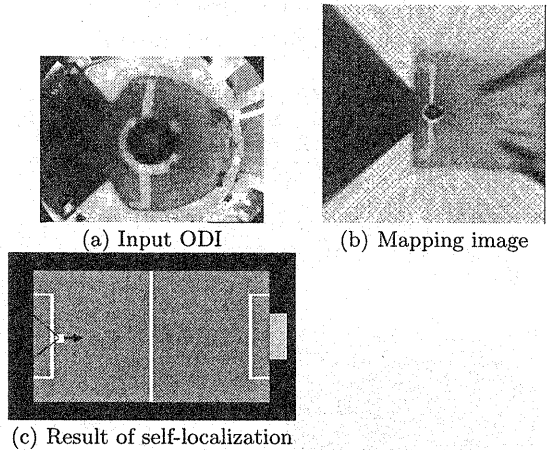 (a) Input ODI
(b) Mapping image
(c) Result of self-localization